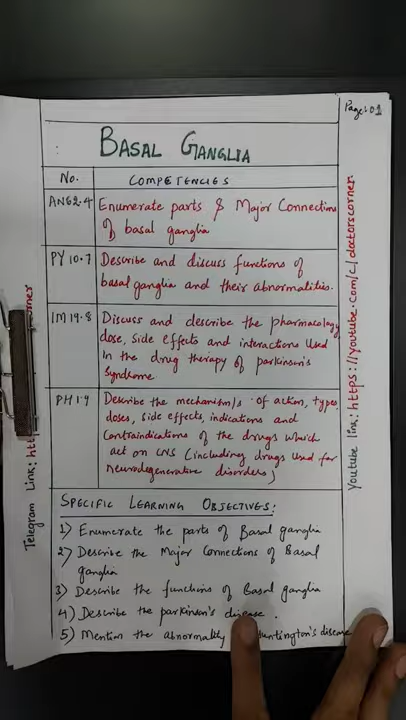 Page:01
BASAL GANGLIA
No. COMPETENCIES
AN62.4 Enumerate parts & Major Connections
of basal ganglia
PY10.7 Describe and discuss functions of
basal ganglia and their abnormalities.
IM19.8 Discuss and describe the pharmacology,
dose, side effects and interactions used
In the drug therapy of parkinson's
Syndrome
PH1.9 Describe the mechanism/s of action, types,
doses, side effects, indications and
Contraindications of the drugs which
act on CNS (including drugs used for
neurodegenerative disorders)
SPECIFIC LEARNING OBJECTIVES:
1) Enumerate the parts of Basal ganglia
2) Describe the Major Connections of Basal
ganglia
3) Describe the functions of Basal ganglia
4) Describe the parkinson's disease.
5) Mention the abnormality Huntington's disease
Telegram Link: htt
orner
Youtube link: https://youtube.com/c/doctorscorner